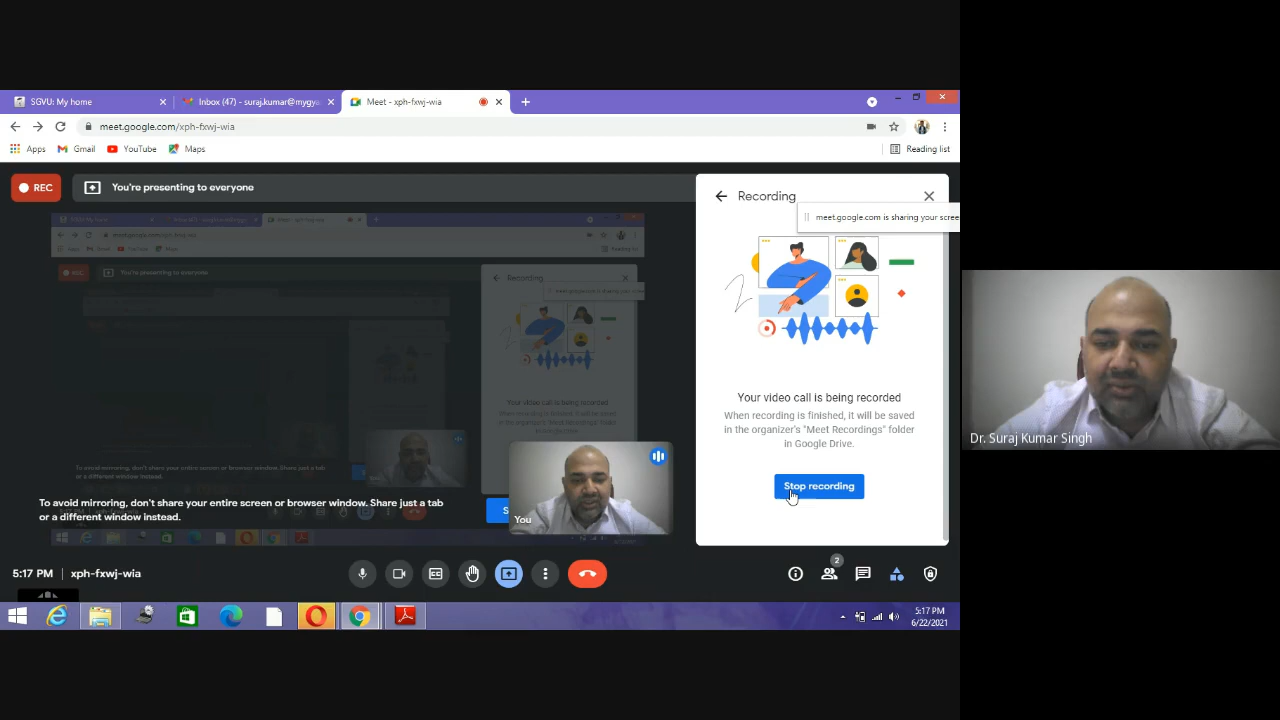 SGVU: My home
Inbox (47) - suraj.kumar@mygya
Meet - xph-fxwj-wia
meet.google.com/xph-fxwj-wia
Apps
Gmail
YouTube
Maps
Reading list
REC
You're presenting to everyone
Recording
meet.google.com is sharing your scree
Your video call is being recorded
When recording is finished, it will be saved
in the organizer's "Meet Recordings" folder
in Google Drive.
Stop recording
To avoid mirroring, don't share your entire screen or browser window. Share just a tab
or a different window instead.
You
Dr. Suraj Kumar Singh
5:17 PM | xph-fxwj-wia
2
5:17 PM
6/22/2021